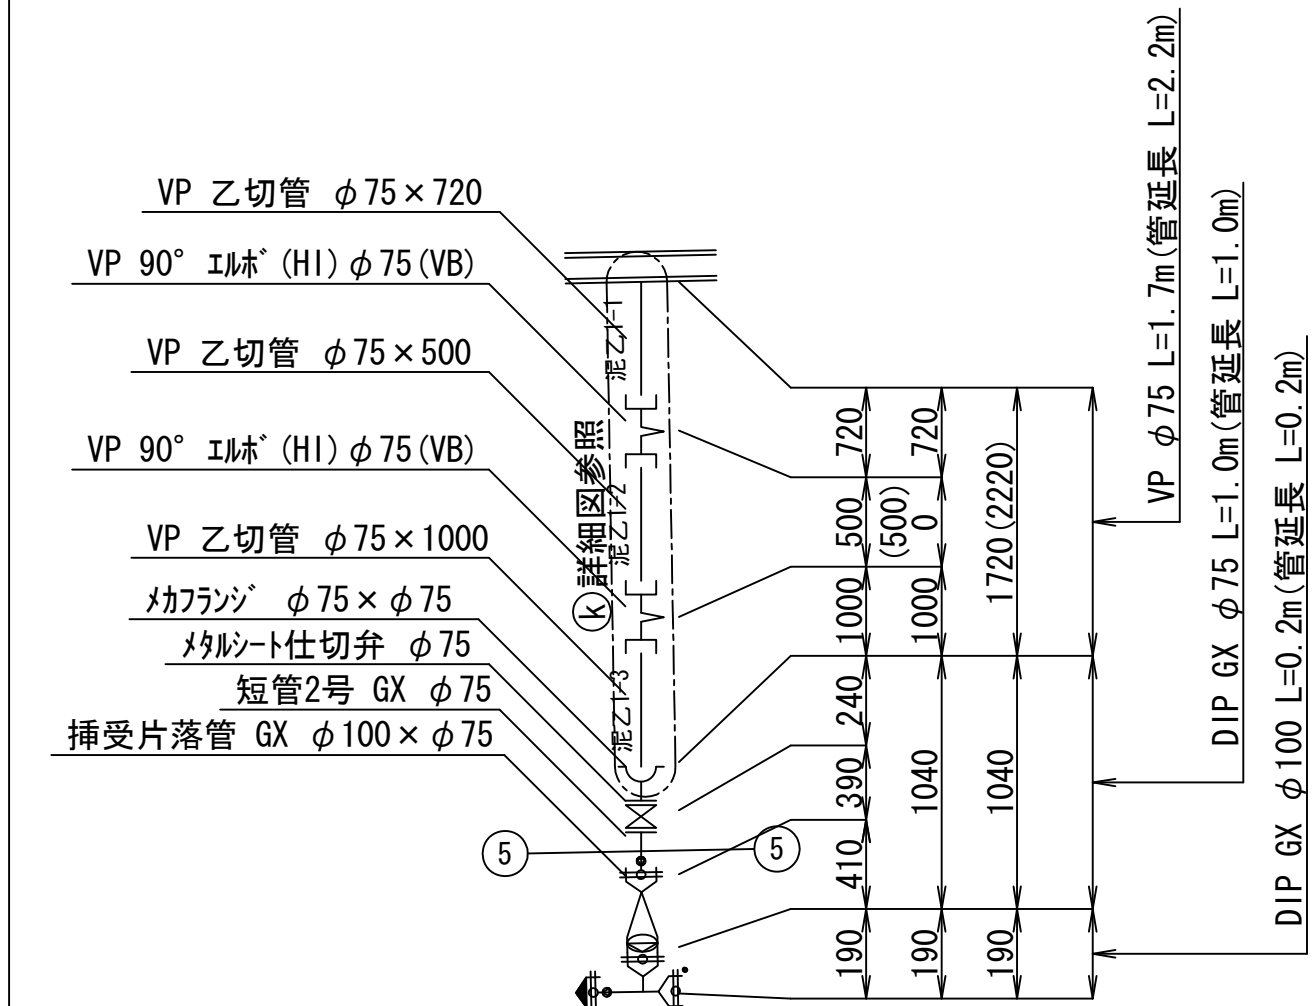 VP 乙切管 φ75×720
VP 90° エルボ(HI)φ75(VB)
VP 乙切管 φ75×500
VP 90° エルボ(HI)φ75(VB)
VP 乙切管 φ75×1000
メカフランジ φ75×φ75
メタルシート仕切弁 φ75
短管2号 GX φ75
挿受片落管 GX φ100×φ75
泥乙1-1
泥乙1-2
泥乙1-3
k 詳細図参照
5
5
720
500
1000
240
390
410
190
720
(500)
0
1000
1040
190
1720(2220)
1040
190
VP φ75 L=1.7m(管延長 L=2.2m)
DIP GX φ75 L=1.0m(管延長 L=1.0m)
DIP GX φ100 L=0.2m(管延長 L=0.2m)